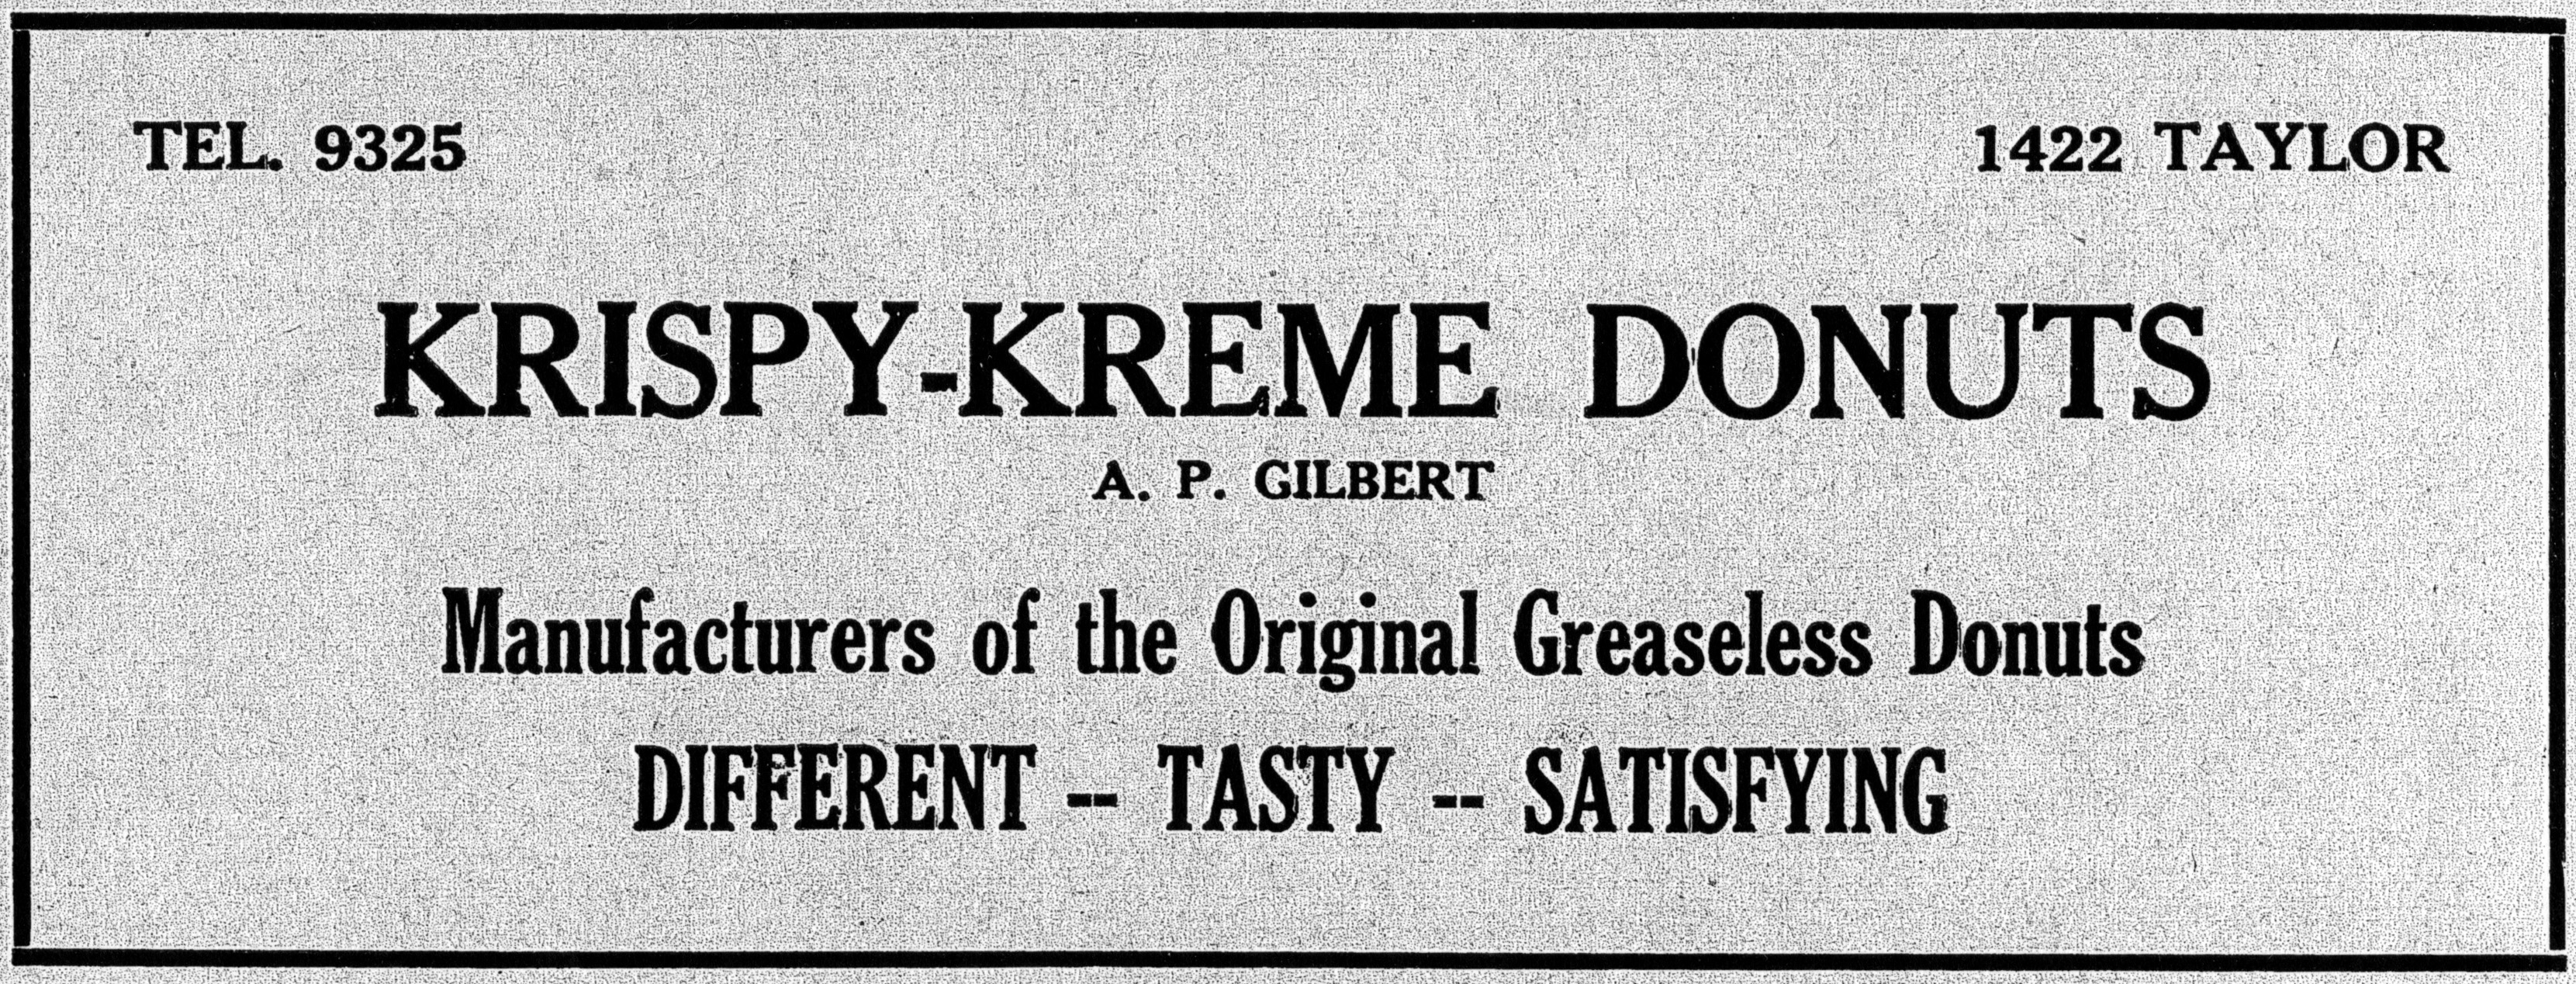 TEL. 9325 1422 TAYLOR
KRISPY-KREME DONUTS
A. P. GILBERT
Manufacturers of the Original Greaseless Donuts
DIFFERENT -- TASTY -- SATISFYING